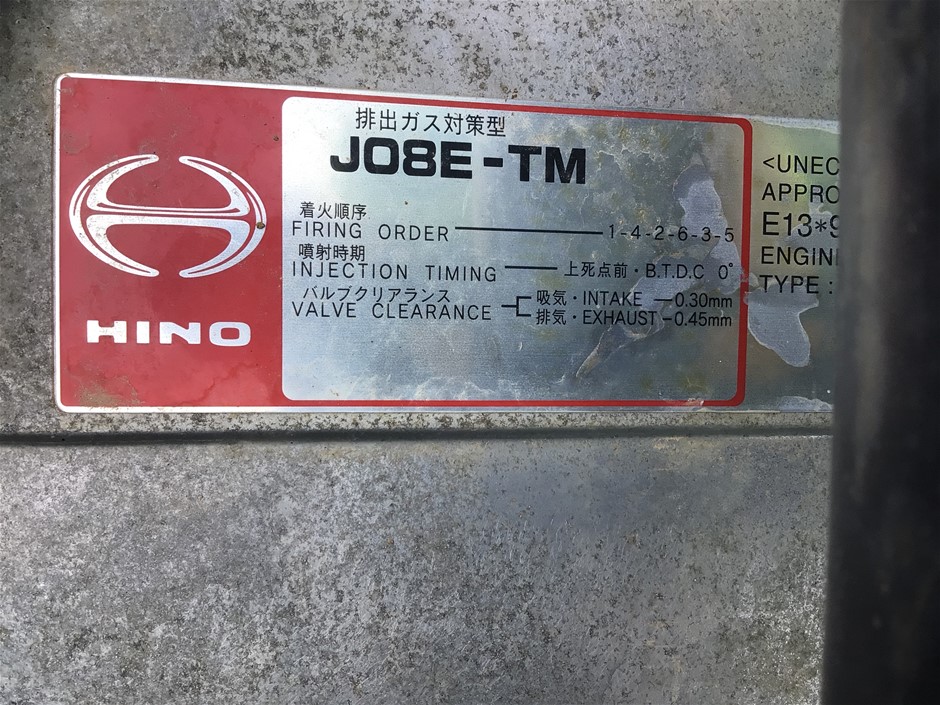 HINO
排出ガス対策型
J08E-TM
着火順序
FIRING ORDER 1-4-2-6-3-5
噴射時期
INJECTION TIMING 上死点前・B.T.D.C 0°
バルブクリアランス 吸気・INTAKE 0.30mm
VALVE CLEARANCE 排気・EXHAUST 0.45mm
<UNEC
APPRO
E13*9
ENGIN
TYPE :